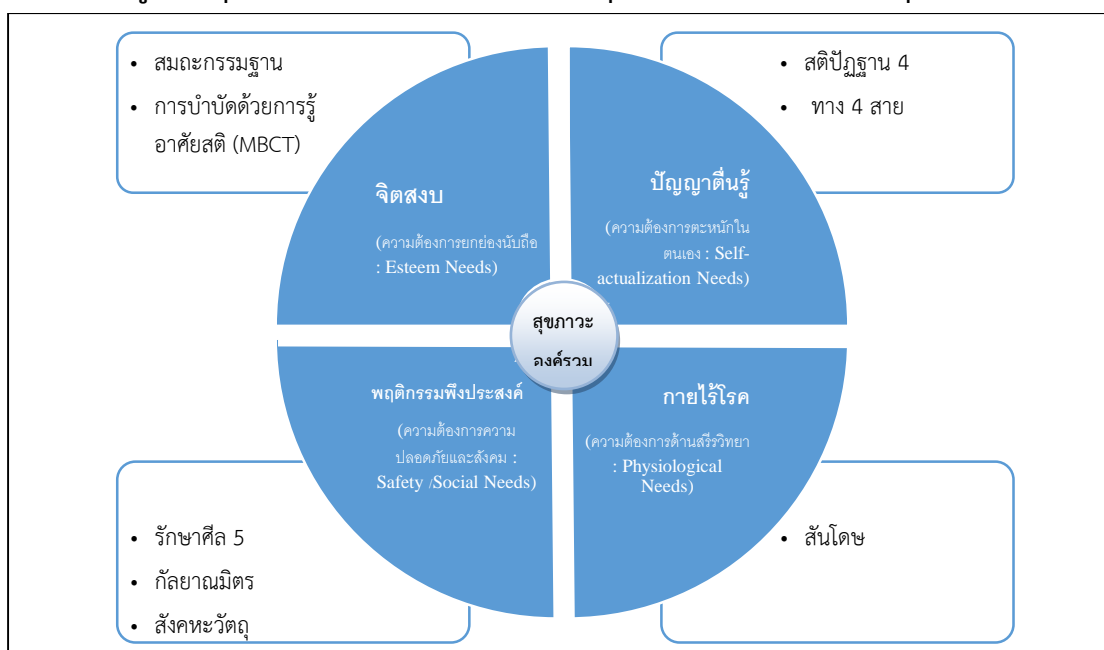 • สมถะกรรมฐาน
• การบำบัดด้วยการรู้
อาศัยสติ (MBCT)
• สติปัฏฐาน 4
• ทาง 4 สาย
จิตสงบ
(ความต้องการยกย่องนับถือ
: Esteem Needs)
ปัญญาตื่นรู้
(ความต้องการตะหนักใน
ตนเอง : Self-
actualization Needs)
สุขภาวะ
องค์รวม
พฤติกรรมพึงประสงค์
(ความต้องการความ
ปลอดภัยและสังคม :
Safety /Social Needs)
กายไร้โรค
(ความต้องการด้านสรีรวิทยา
: Physiological
Needs)
• รักษาศีล 5
• กัลยาณมิตร
• สังคหะวัตถุ
• สันโดษ